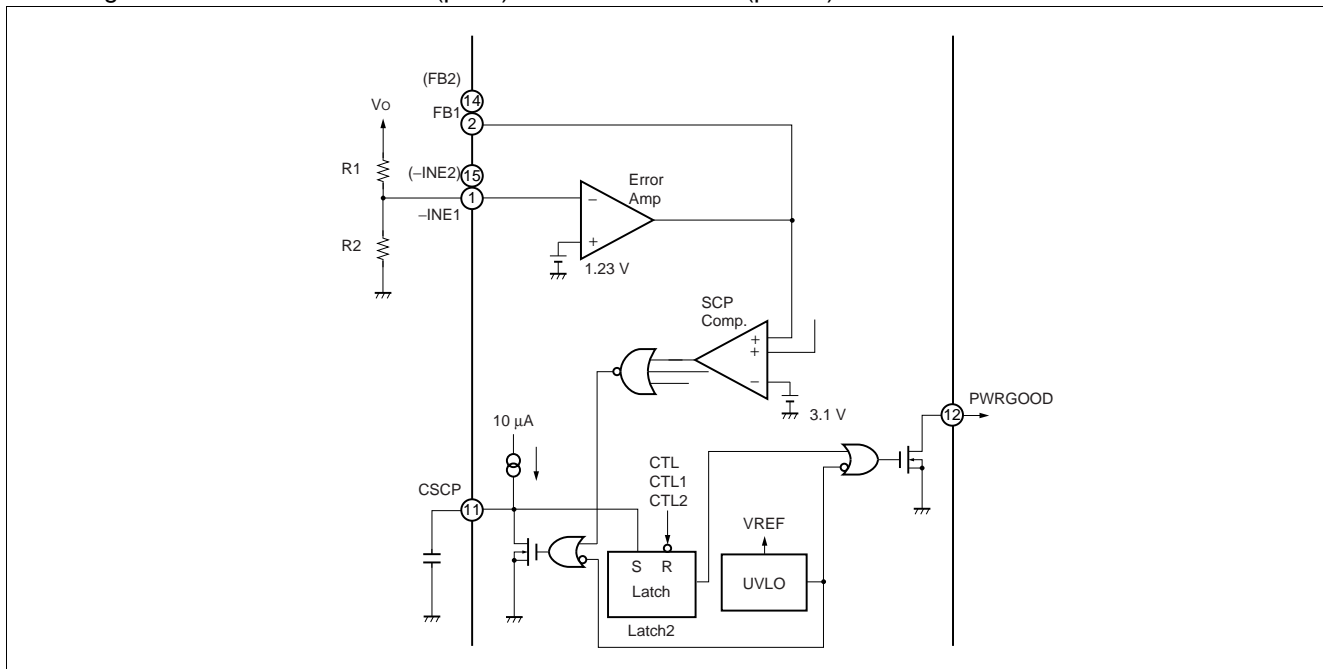 (FB2)
14
Vo
FB1
2
R1
(–INE2)
15
1
–INE1
R2
Error
Amp
–
+
1.23 V
SCP
Comp.
+
+
–
3.1 V
PWRGOOD
12
10 µA
CTL
CTL1
CTL2
CSCP
11
VREF
S R
Latch
UVLO
Latch2